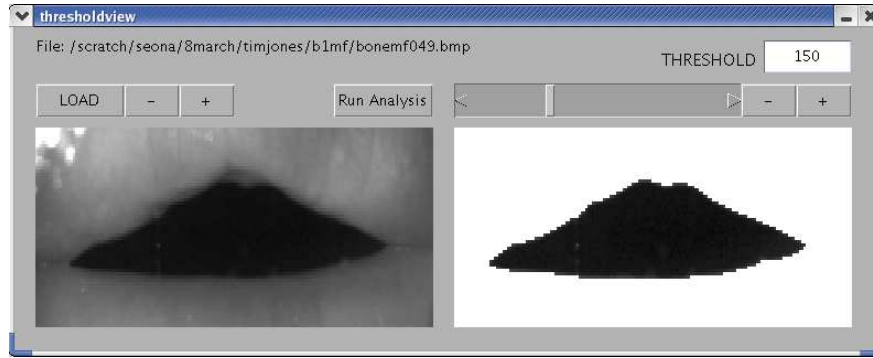 thresholdview
File: /scratch/seona/8march/timjones/b1mf/bonemf049.bmp
THRESHOLD 150
LOAD - + Run Analysis - +